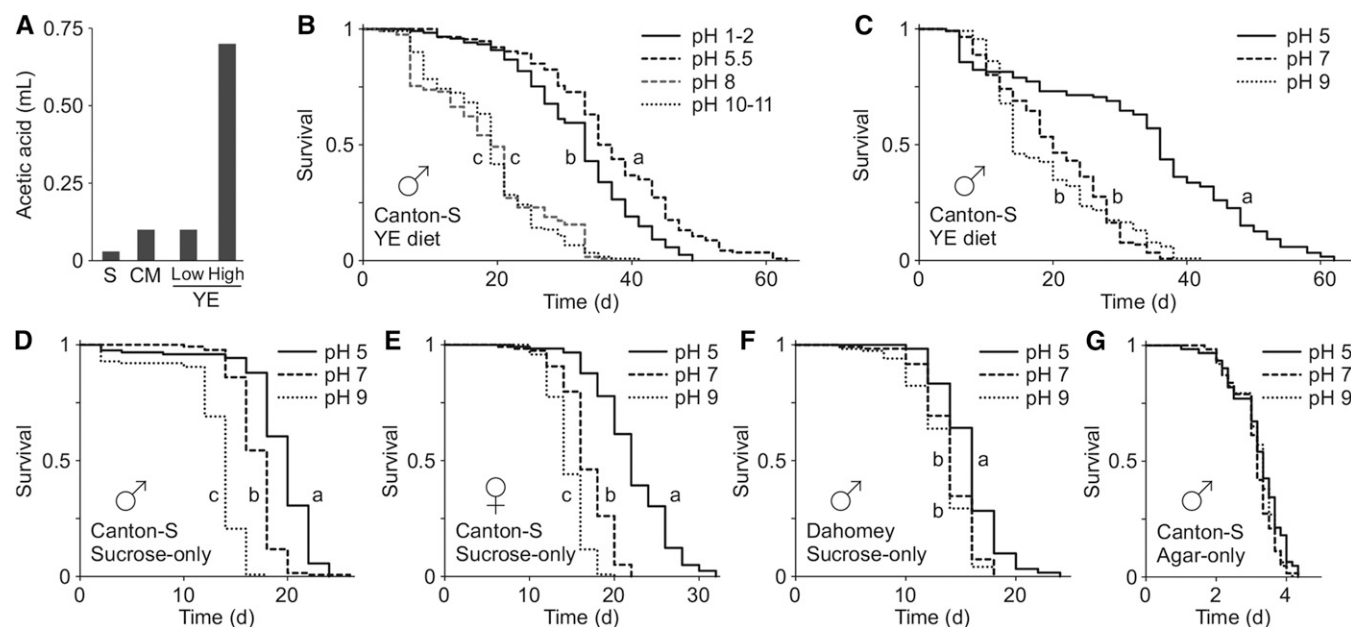 A
Acetic acid (mL)
0.75
0.50
0.25
0
S CM Low High
YE
B
Survival
1
0.5
0
0 20 40 60
Time (d)
pH 1-2
pH 5.5
pH 8
pH 10-11
c c b a
♂
Canton-S
YE diet
C
Survival
1
0.5
0
0 20 40 60
Time (d)
pH 5
pH 7
pH 9
b b a
♂
Canton-S
YE diet
D
Survival
1
0.5
0
0 10 20
Time (d)
pH 5
pH 7
pH 9
c b a
♂
Canton-S
Sucrose-only
E
Survival
1
0.5
0
0 10 20 30
Time (d)
pH 5
pH 7
pH 9
c b a
♀
Canton-S
Sucrose-only
F
Survival
1
0.5
0
0 10 20
Time (d)
pH 5
pH 7
pH 9
b a
b
♂
Dahomey
Sucrose-only
G
Survival
1
0.5
0
0 2 4
Time (d)
pH 5
pH 7
pH 9
♂
Canton-S
Agar-only